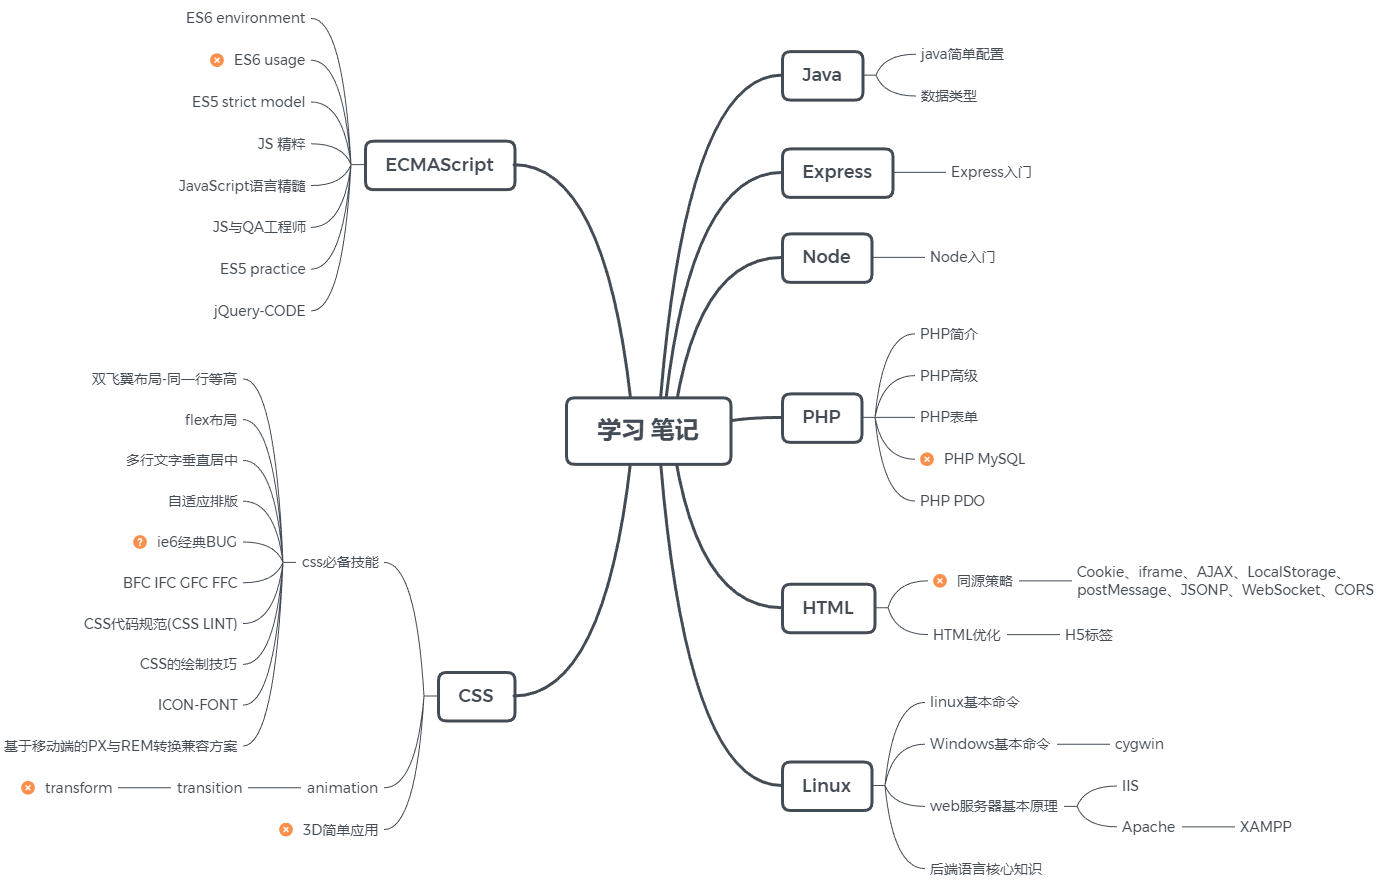 学习 笔记
Java
java简单配置
数据类型
Express
Express入门
Node
Node入门
PHP
PHP简介
PHP高级
PHP表单
PHP MySQL
PHP PDO
HTML
同源策略
Cookie、iframe、AJAX、LocalStorage、
postMessage、JSONP、WebSocket、CORS
HTML优化
H5标签
Linux
linux基本命令
Windows基本命令
cygwin
web服务器基本原理
IIS
Apache
XAMPP
后端语言核心知识
ECMAScript
ES6 environment
ES6 usage
ES5 strict model
JS 精粹
JavaScript语言精髓
JS与QA工程师
ES5 practice
jQuery-CODE
CSS
css必备技能
双飞翼布局-同一行等高
flex布局
多行文字垂直居中
自适应排版
ie6经典BUG
BFC IFC GFC FFC
CSS代码规范(CSS LINT)
CSS的绘制技巧
ICON-FONT
基于移动端的PX与REM转换兼容方案
animation
transition
transform
3D简单应用